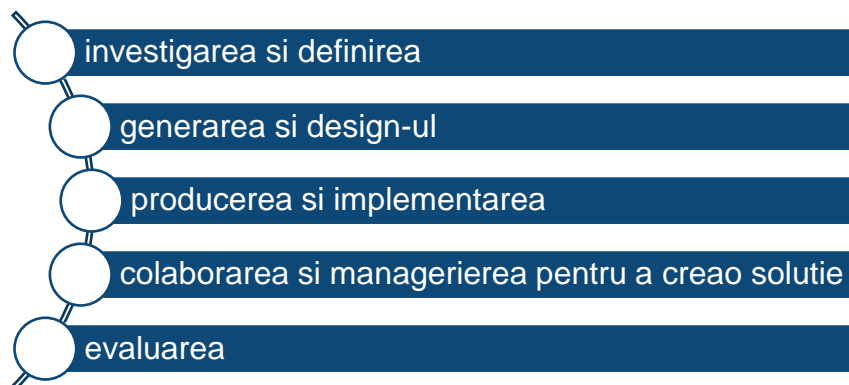 investigarea si definirea
generarea si design-ul
producerea si implementarea
colaborarea si managerierea pentru a creao solutie
evaluarea